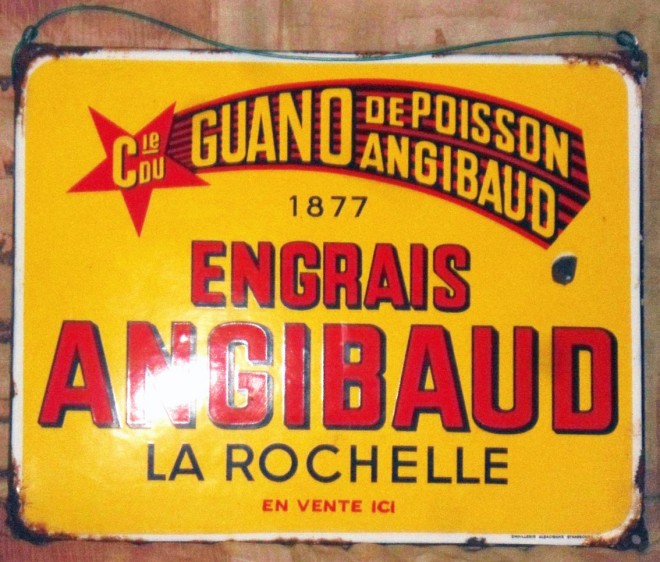 Cie DU GUANO DE POISSON ANGIBAUD
1877
ENGRAIS
ANGIBAUD
LA ROCHELLE
EN VENTE ICI